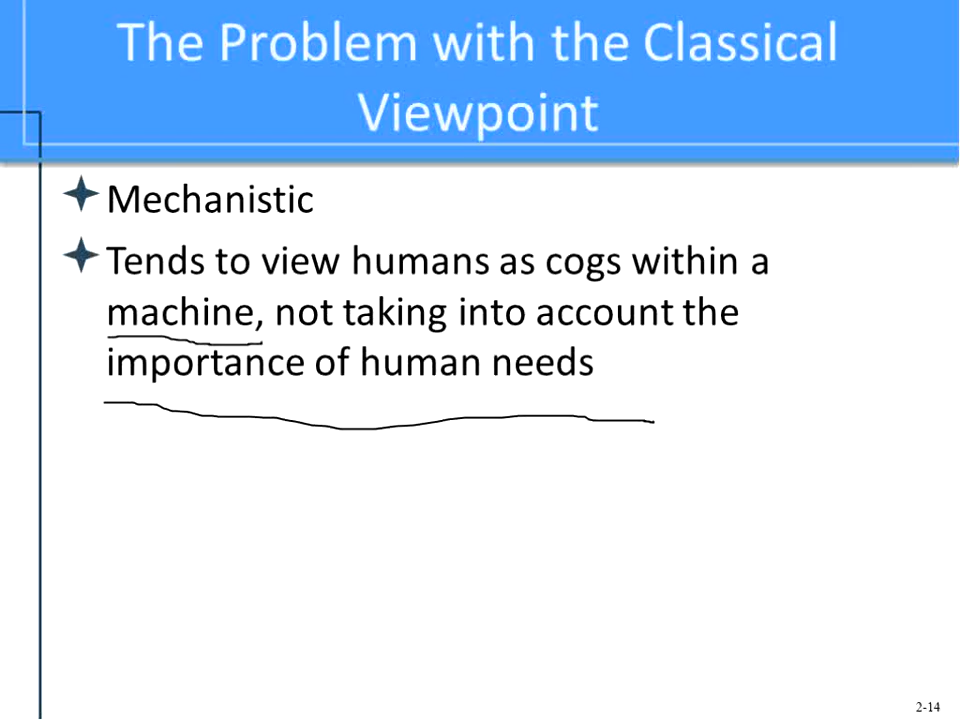 The Problem with the Classical
Viewpoint
Mechanistic
Tends to view humans as cogs within a
machine, not taking into account the
importance of human needs
2-14